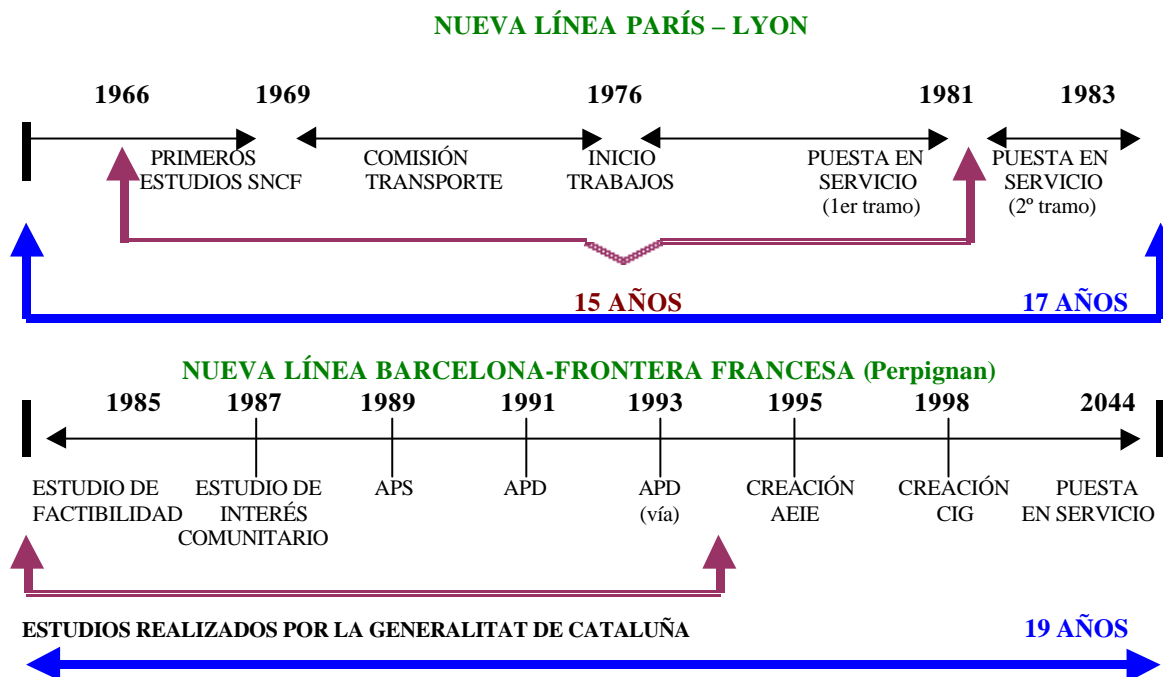 NUEVA LÍNEA PARÍS – LYON
1966 1969 1976 1981 1983
PRIMEROS ESTUDIOS SNCF
COMISIÓN TRANSPORTE
INICIO TRABAJOS
PUESTA EN SERVICIO (1er tramo)
PUESTA EN SERVICIO (2º tramo)
15 AÑOS
17 AÑOS
NUEVA LÍNEA BARCELONA-FRONTERA FRANCESA (Perpignan)
1985 1987 1989 1991 1993 1995 1998 2044
ESTUDIO DE FACTIBILIDAD
ESTUDIO DE INTERÉS COMUNITARIO
APS
APD
APD (vía)
CREACIÓN AEIE
CREACIÓN CIG
PUESTA EN SERVICIO
ESTUDIOS REALIZADOS POR LA GENERALITAT DE CATALUÑA
19 AÑOS